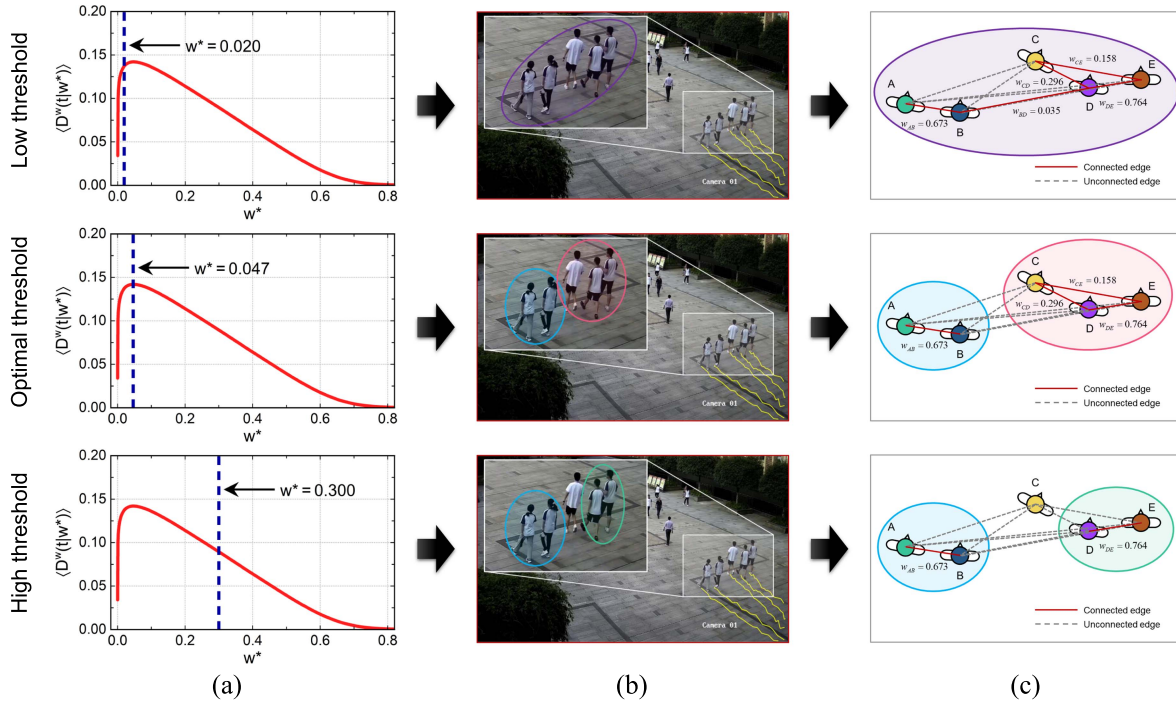 Low threshold
0.20
0.15
0.10
0.05
0.00
⟨D^w(t|w*)⟩
w* = 0.020
0.0 0.2 0.4 0.6 0.8
w*
Camera 01
A
B
C
D
E
w_CE = 0.158
w_CD = 0.296
w_DE = 0.764
w_BD = 0.035
w_AB = 0.673
Connected edge
Unconnected edge
Optimal threshold
0.20
0.15
0.10
0.05
0.00
⟨D^w(t|w*)⟩
w* = 0.047
0.0 0.2 0.4 0.6 0.8
w*
Camera 01
A
B
C
D
E
w_CE = 0.158
w_CD = 0.296
w_DE = 0.764
w_AB = 0.673
Connected edge
Unconnected edge
High threshold
0.20
0.15
0.10
0.05
0.00
⟨D^w(t|w*)⟩
w* = 0.300
0.0 0.2 0.4 0.6 0.8
w*
Camera 01
A
B
C
D
E
w_DE = 0.764
w_AB = 0.673
Connected edge
Unconnected edge
(a) (b) (c)